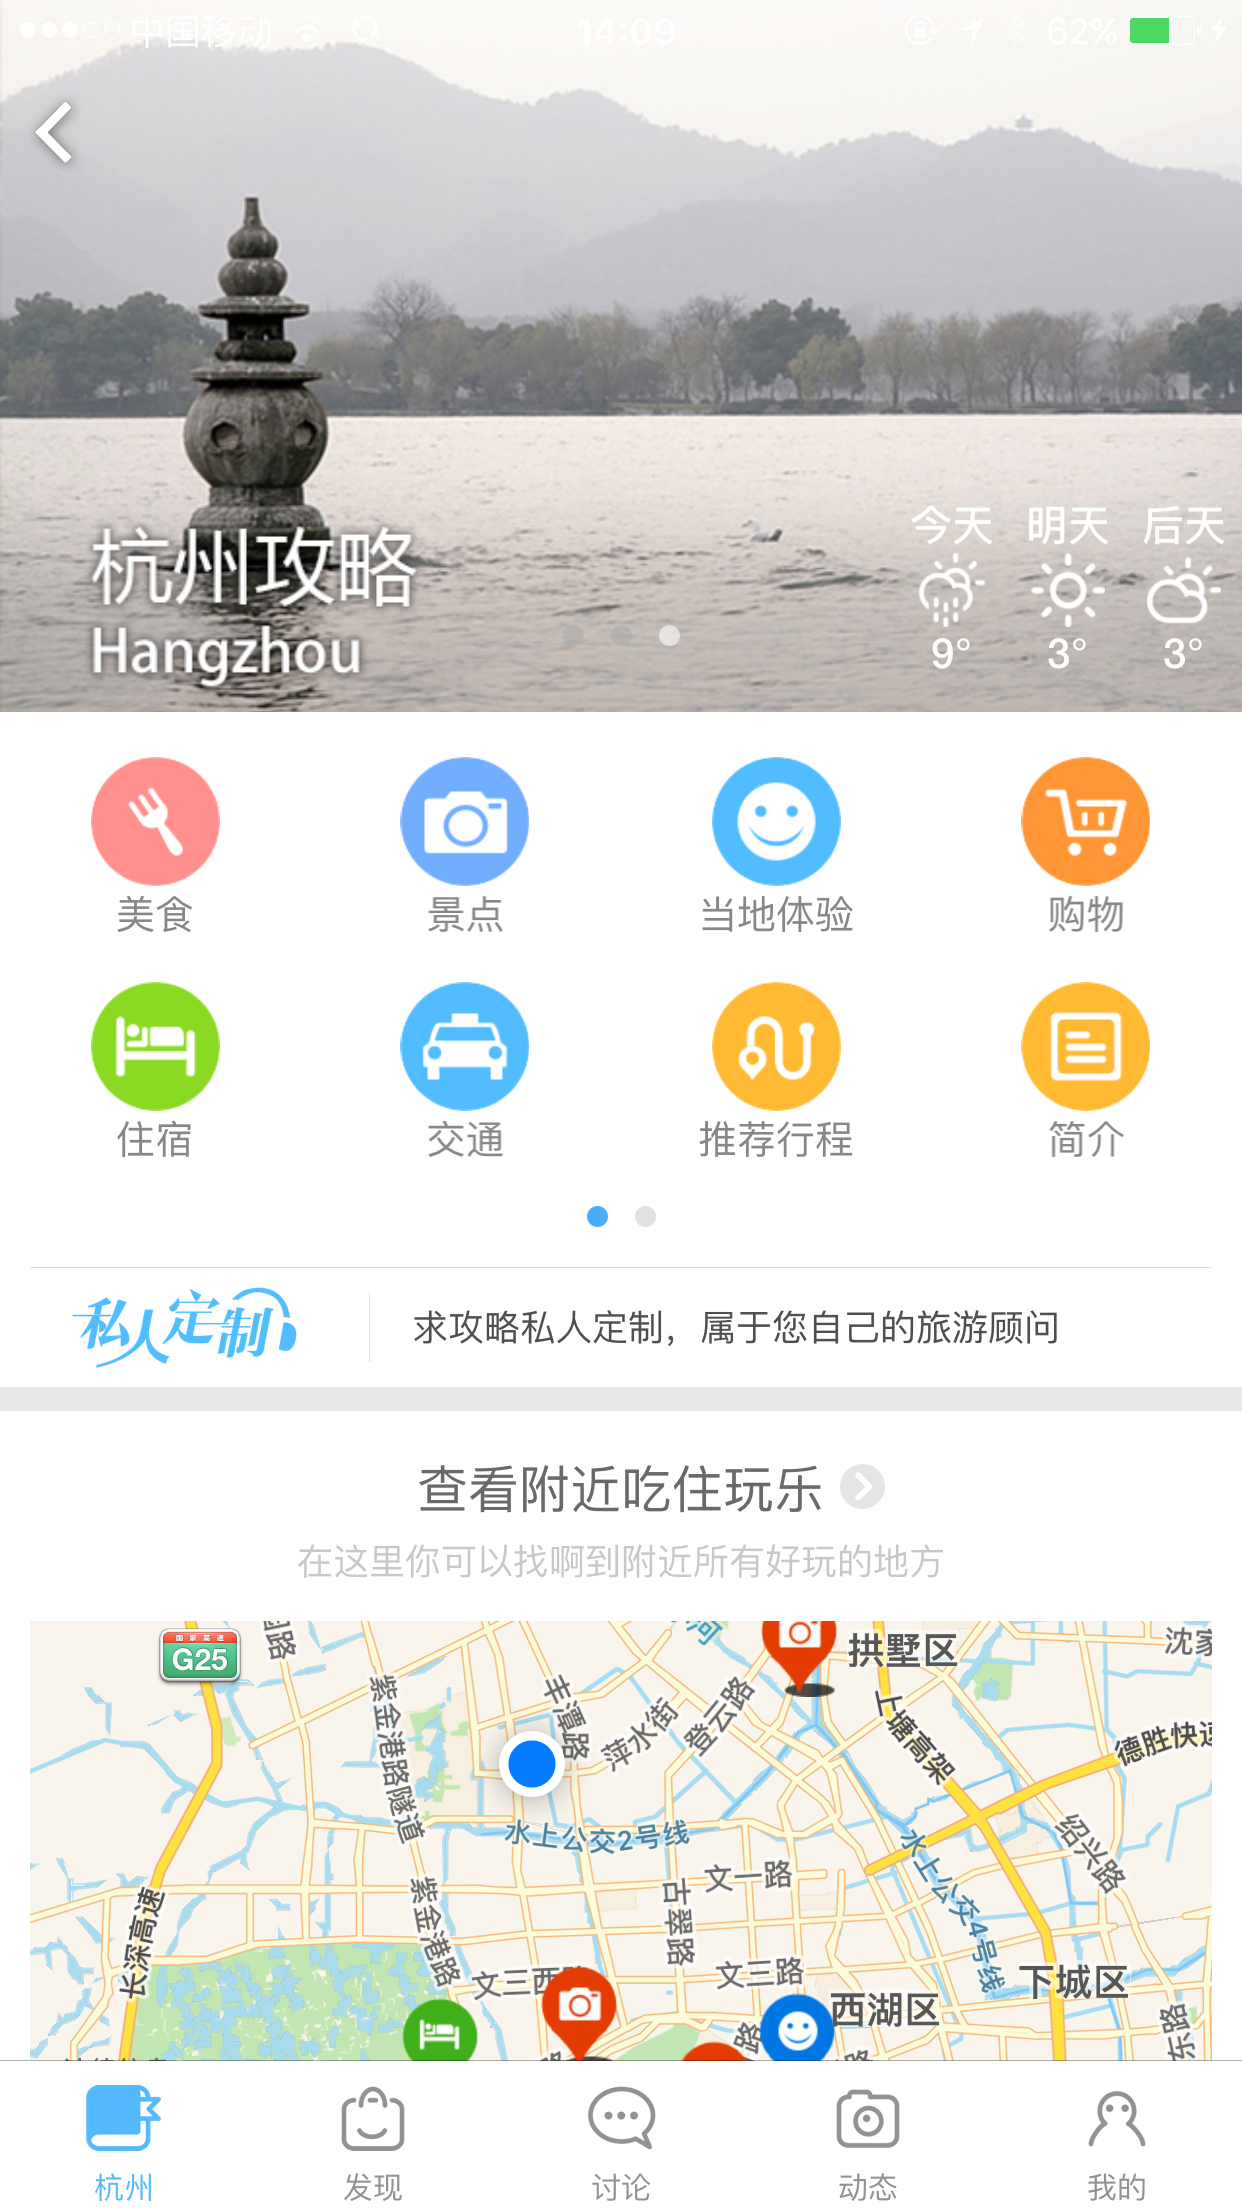 中国移动 14:09 62%
今天 明天 后天
杭州攻略
Hangzhou
9° 3° 3°
美食 景点 当地体验 购物
住宿 交通 推荐行程 简介
私人定制 求攻略私人定制，属于您自己的旅游顾问
查看附近吃住玩乐
在这里你可以找啊到附近所有好玩的地方
国家高速
G25
拱墅区
沈家
紫金港路隧道
丰潭路
萍水街
登云路
上塘高架
德胜快速
水上公交2号线
绍兴路
文一路
水上公交4号线
古翠路
长深高速
紫金港路
文三西路
文三路
下城区
西湖区
东路
杭州 发现 讨论 动态 我的